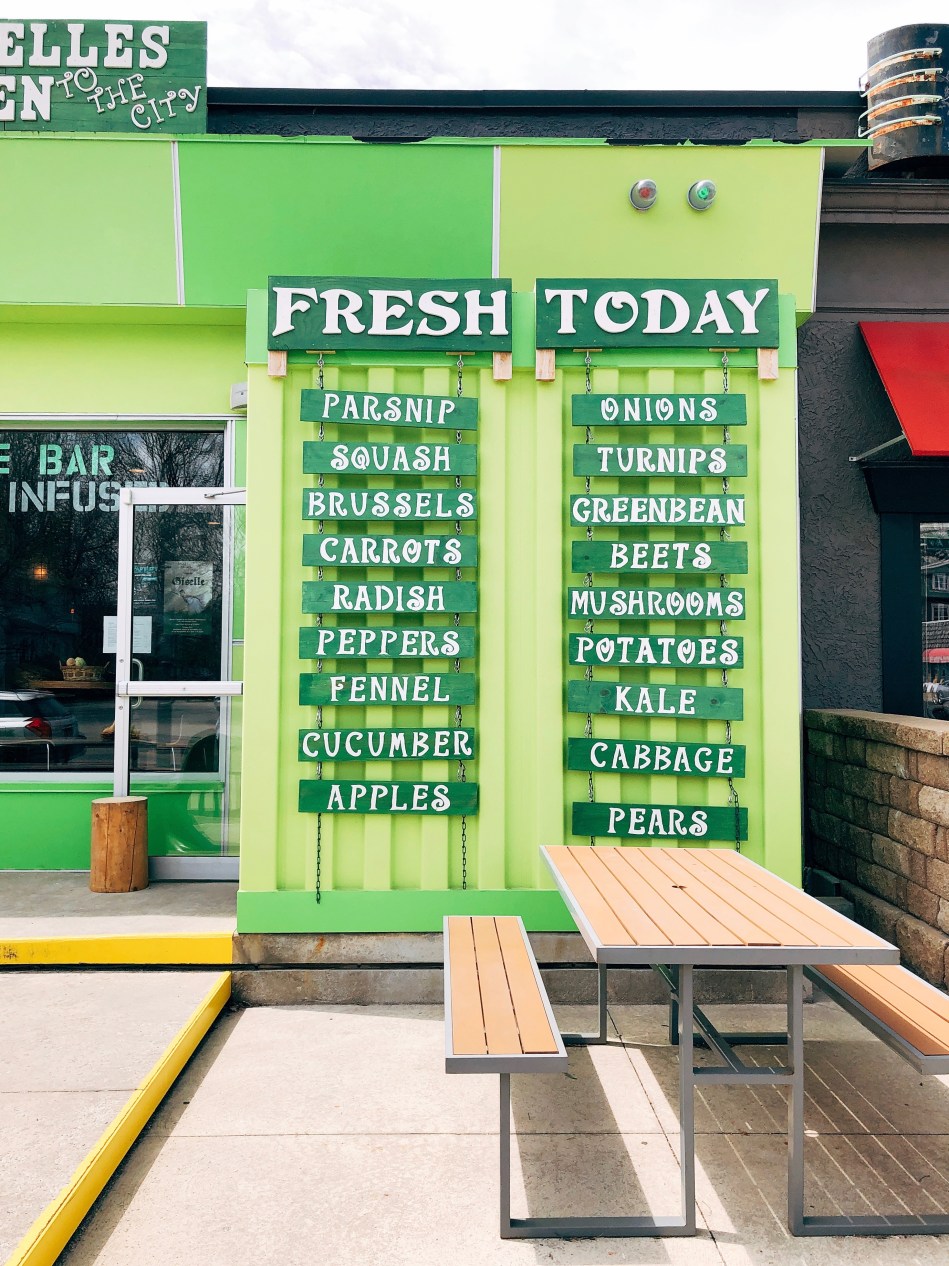 ELLES
EN TO THE CITY
FRESH TODAY
PARSNIP
SQUASH
BRUSSELS
CARROTS
RADISH
PEPPERS
FENNEL
CUCUMBER
APPLES
ONIONS
TURNIPS
GREENBEAN
BEETS
MUSHROOMS
POTATOES
KALE
CABBAGE
PEARS
E BAR
INFUSED
Giselle